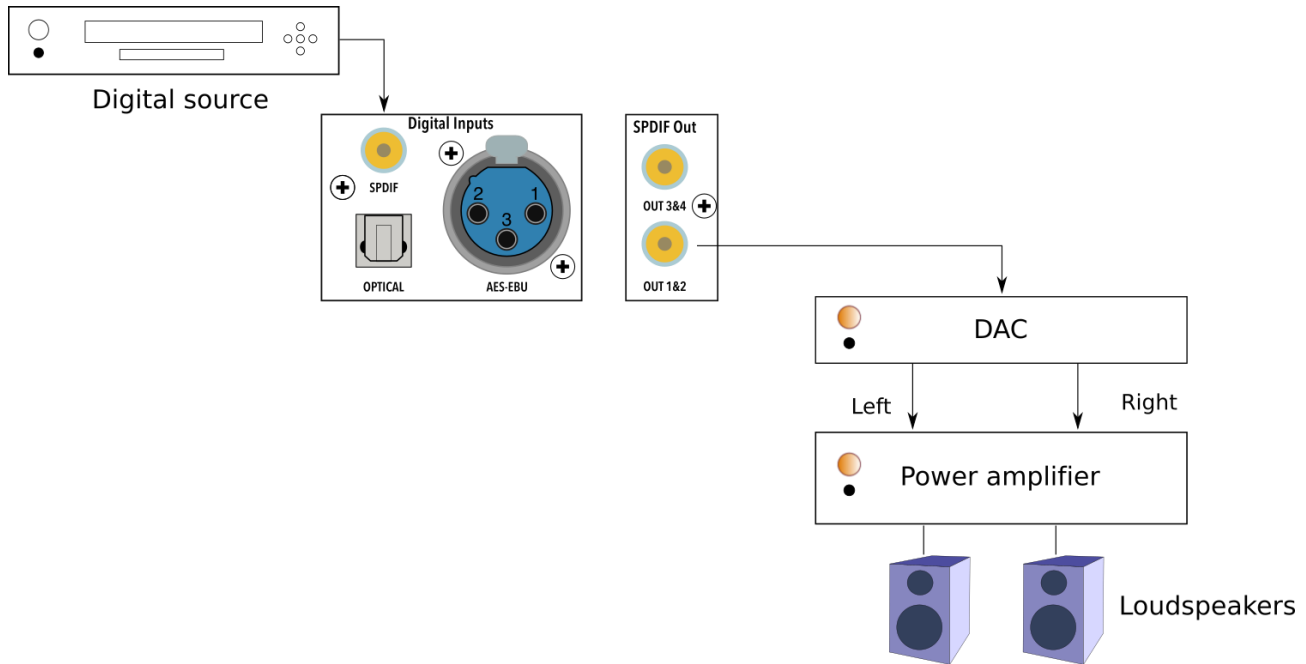 Digital source
Digital Inputs
SPDIF
2
1
3
OPTICAL
AES-EBU
SPDIF Out
OUT 3&4
OUT 1&2
DAC
Left
Right
Power amplifier
Loudspeakers